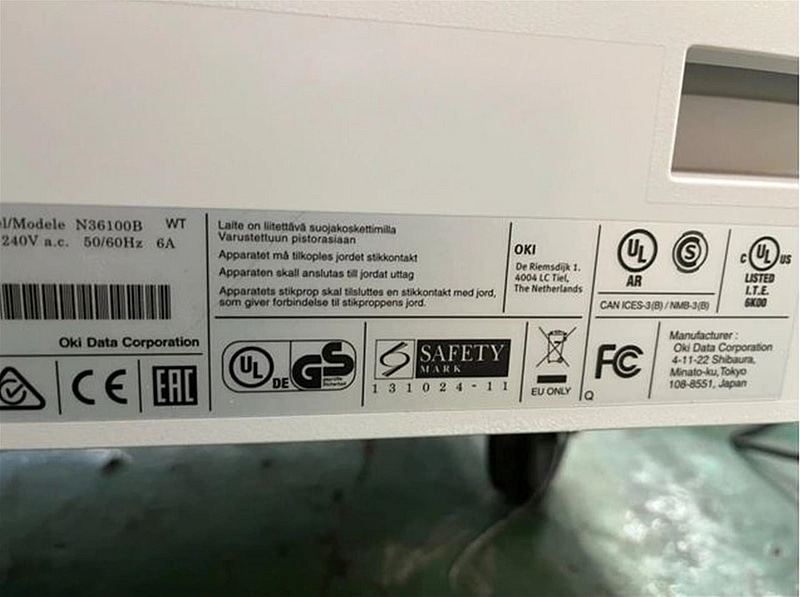 el/Modele N36100B WT
240V a.c. 50/60Hz 6A
Oki Data Corporation
CE
EAC
Laite on liitettävä suojakoskettimilla
Varustettuun pistorasiaan
Apparatet må tilkoples jordet stikkontakt
Apparaten skall anslutas till jordat uttag
Apparatets stikprop skal tilsluttes en stikkontakt med jord,
som giver forbindelse til stikproppens jord.
OKI
De Riemsdijk 1.
4004 LC Tiel,
The Netherlands
UL
AR
S
CAN ICES-3(B) / NMB-3(B)
C UL US
LISTED
I.T.E.
6K00
UL DE
GS
geprüfte
Sicherheit
S SAFETY
MARK
131024-11
EU ONLY
FC
Q
Manufacturer :
Oki Data Corporation
4-11-22 Shibaura,
Minato-ku,Tokyo
108-8551, Japan